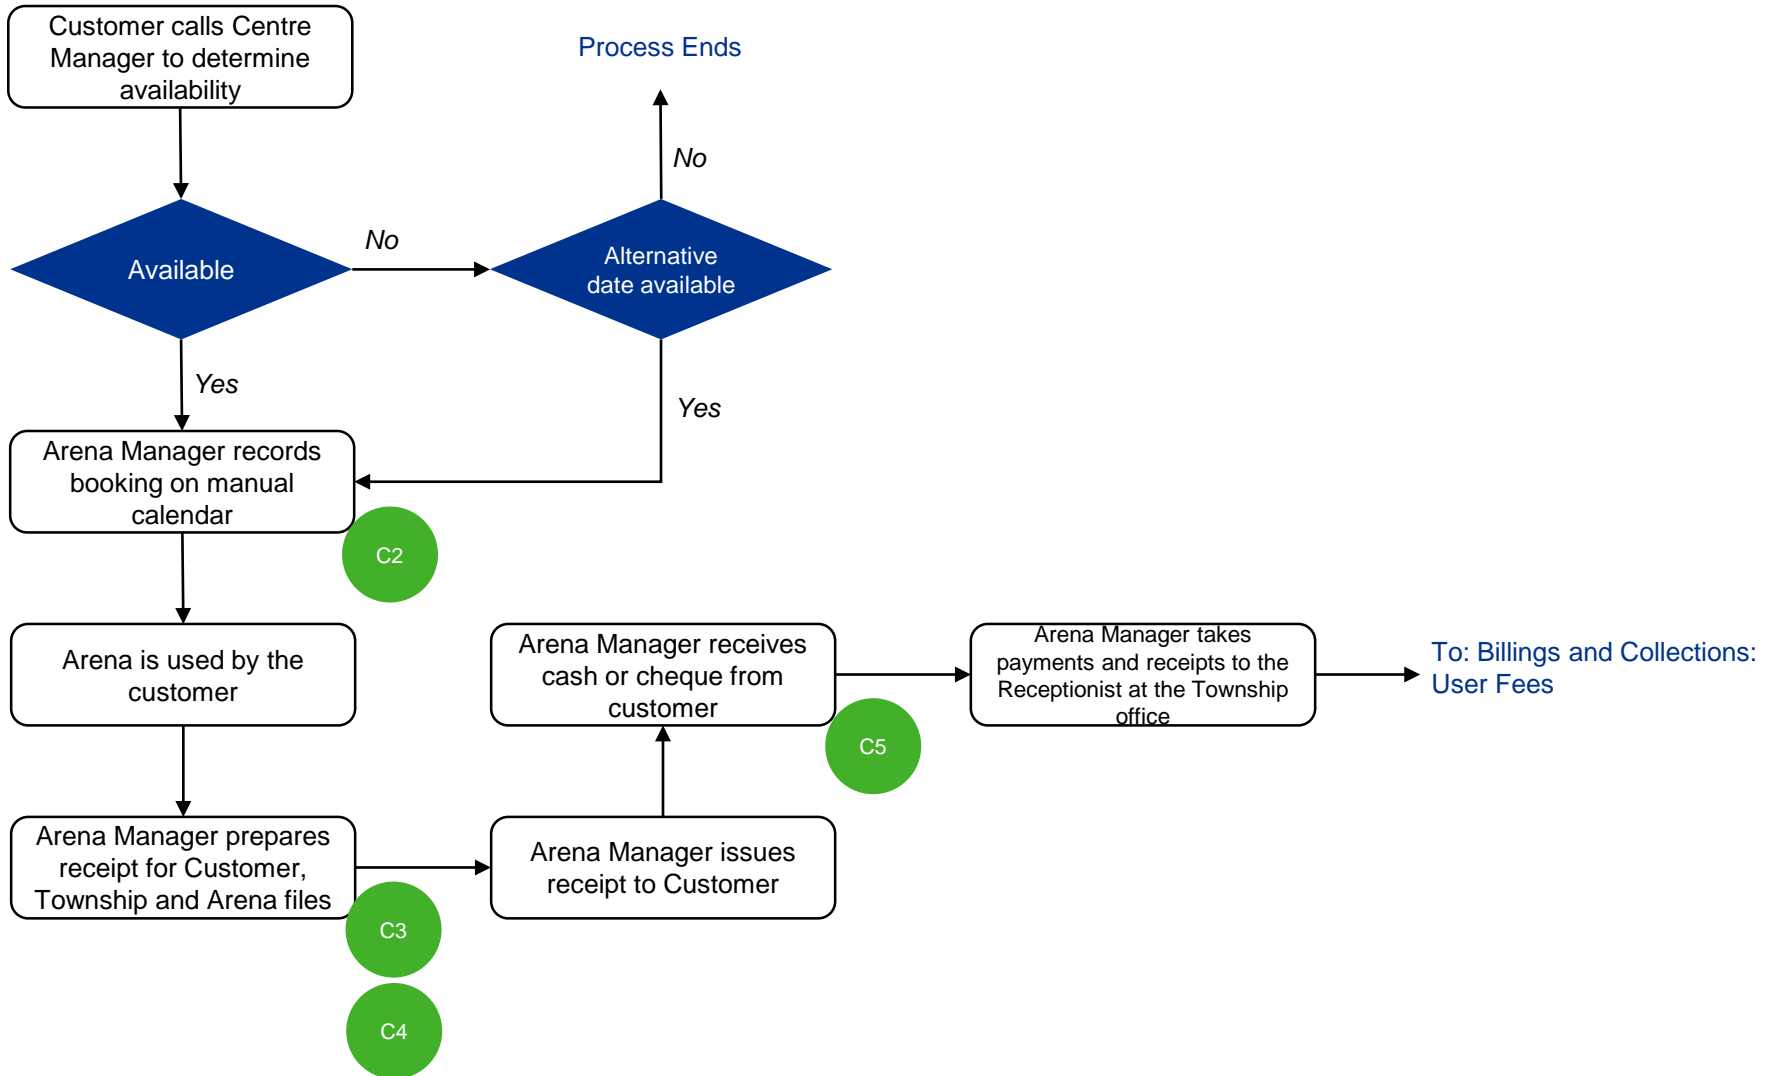 Customer calls Centre
Manager to determine
availability
Process Ends
No
Available
No
Alternative
date available
Yes
Yes
Arena Manager records
booking on manual
calendar
C2
Arena is used by the
customer
Arena Manager receives
cash or cheque from
customer
C5
Arena Manager takes
payments and receipts to the
Receptionist at the Township
office
To: Billings and Collections:
User Fees
Arena Manager prepares
receipt for Customer,
Township and Arena files
C3
C4
Arena Manager issues
receipt to Customer